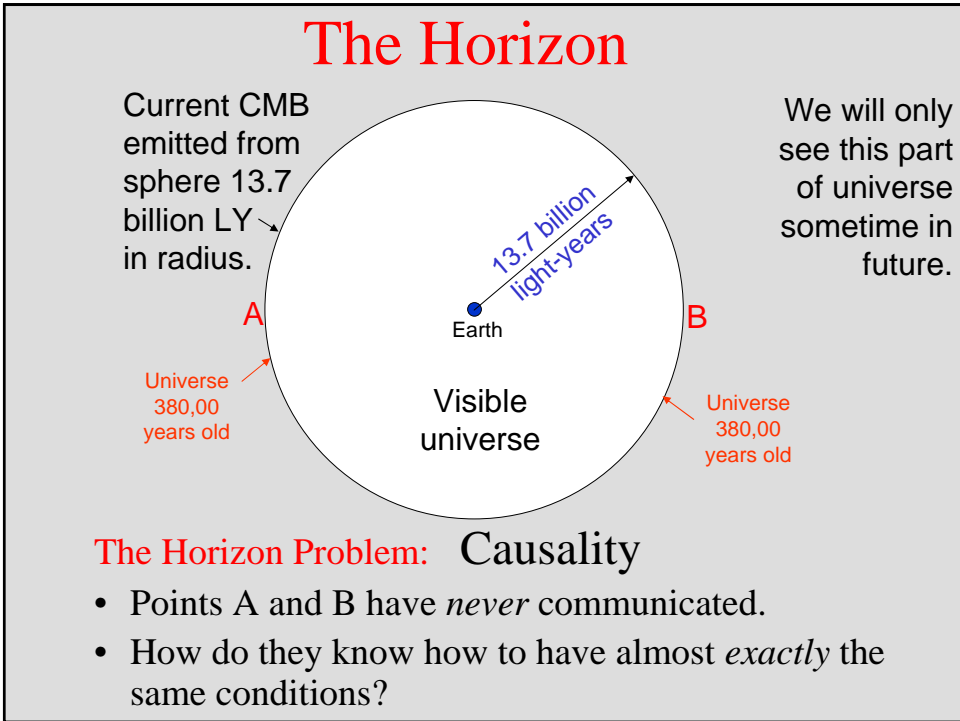 The Horizon
Current CMB
emitted from
sphere 13.7
billion LY
in radius.
We will only
see this part
of universe
sometime in
future.
13.7 billion
light-years
A
B
Earth
Universe
380,00
years old
Visible
universe
Universe
380,00
years old
The Horizon Problem: Causality
• Points A and B have never communicated.
• How do they know how to have almost exactly the
same conditions?